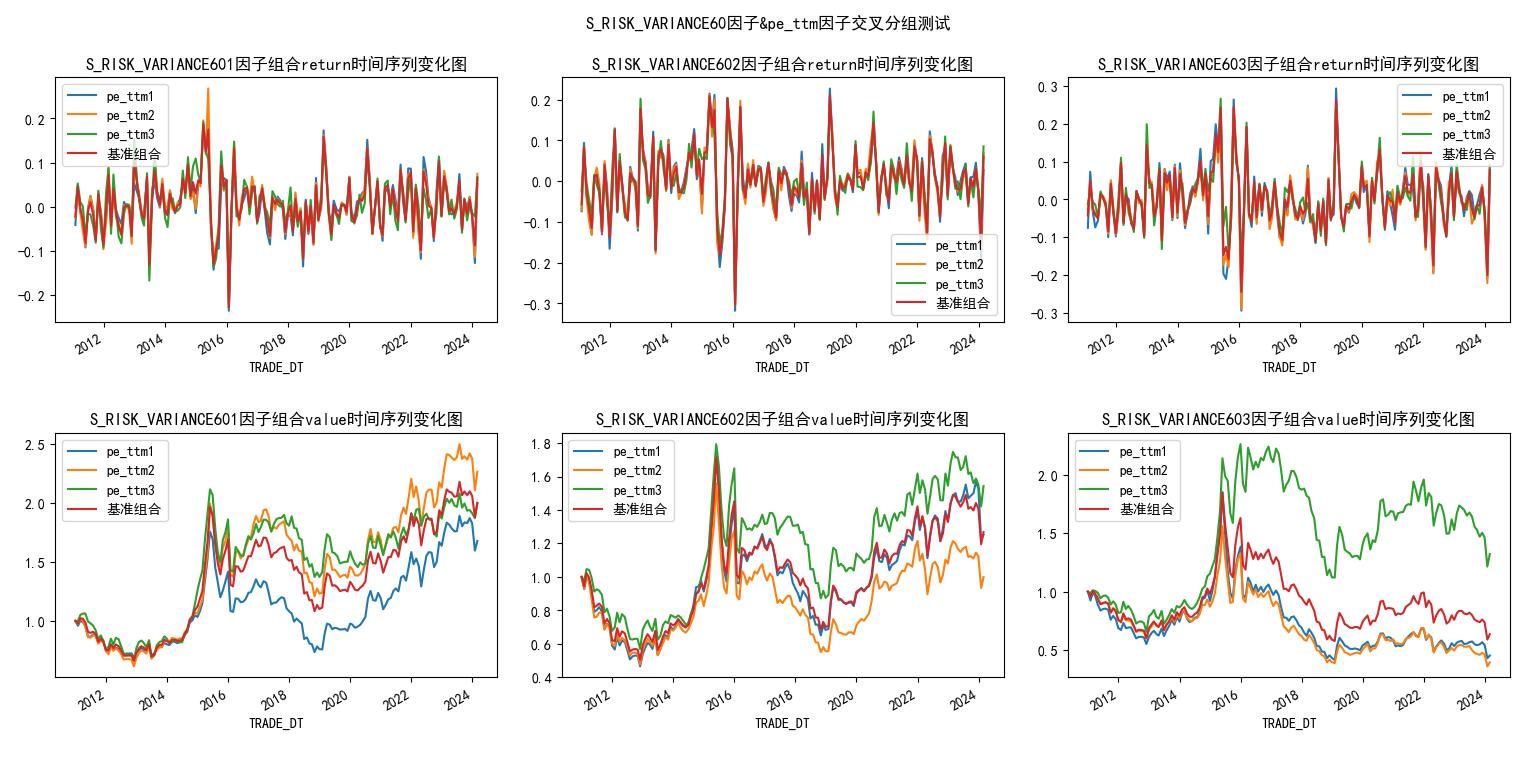 S_RISK_VARIANCE60因子&pe_ttm因子交叉分组测试
S_RISK_VARIANCE601因子组合return时间序列变化图
pe_ttm1
pe_ttm2
pe_ttm3
基准组合
0.2
0.1
0.0
−0.1
−0.2
2012 2014 2016 2018 2020 2022 2024
TRADE_DT
S_RISK_VARIANCE602因子组合return时间序列变化图
0.2
0.1
0.0
−0.1
−0.2
−0.3
pe_ttm1
pe_ttm2
pe_ttm3
基准组合
2012 2014 2016 2018 2020 2022 2024
TRADE_DT
S_RISK_VARIANCE603因子组合return时间序列变化图
0.3
0.2
0.1
0.0
−0.1
−0.2
−0.3
pe_ttm1
pe_ttm2
pe_ttm3
基准组合
2012 2014 2016 2018 2020 2022 2024
TRADE_DT
S_RISK_VARIANCE601因子组合value时间序列变化图
pe_ttm1
pe_ttm2
pe_ttm3
基准组合
2.5
2.0
1.5
1.0
2012 2014 2016 2018 2020 2022 2024
TRADE_DT
S_RISK_VARIANCE602因子组合value时间序列变化图
pe_ttm1
pe_ttm2
pe_ttm3
基准组合
1.8
1.6
1.4
1.2
1.0
0.8
0.6
0.4
2012 2014 2016 2018 2020 2022 2024
TRADE_DT
S_RISK_VARIANCE603因子组合value时间序列变化图
pe_ttm1
pe_ttm2
pe_ttm3
基准组合
2.0
1.5
1.0
0.5
2012 2014 2016 2018 2020 2022 2024
TRADE_DT